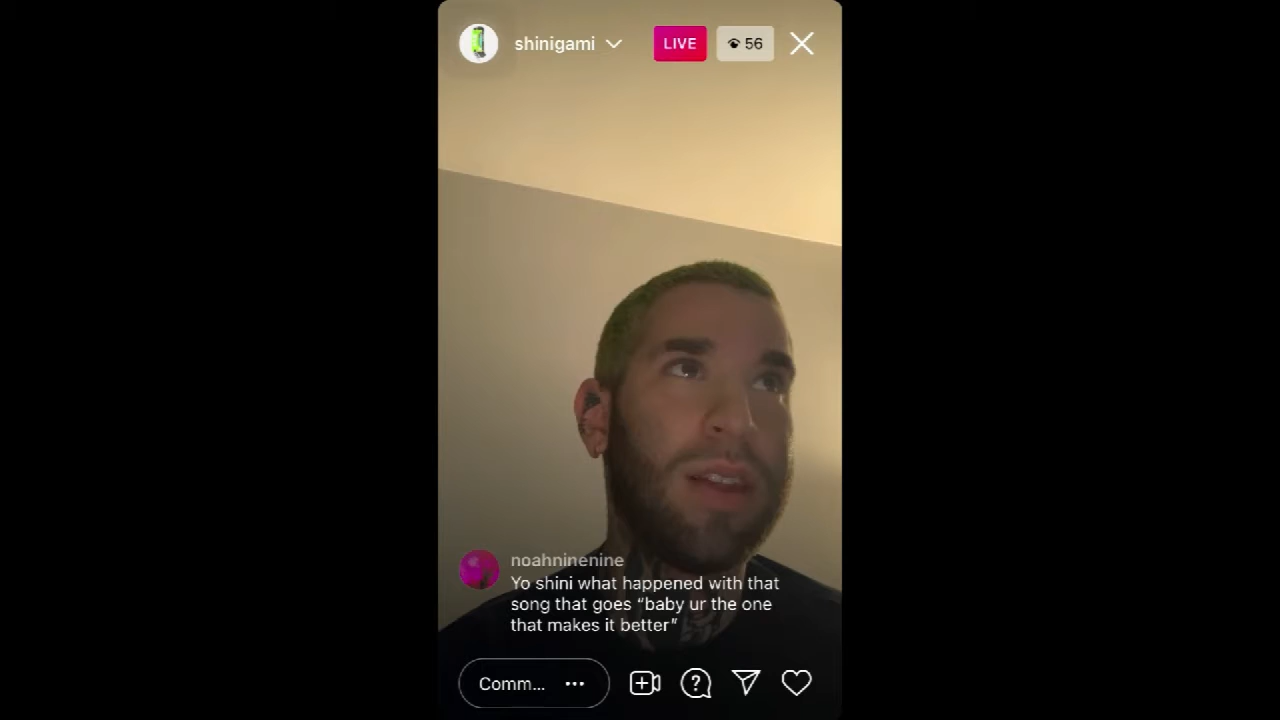 shinigami
LIVE
56
noahninenine
Yo shini what happened with that
song that goes “baby ur the one
that makes it better”
Comm...